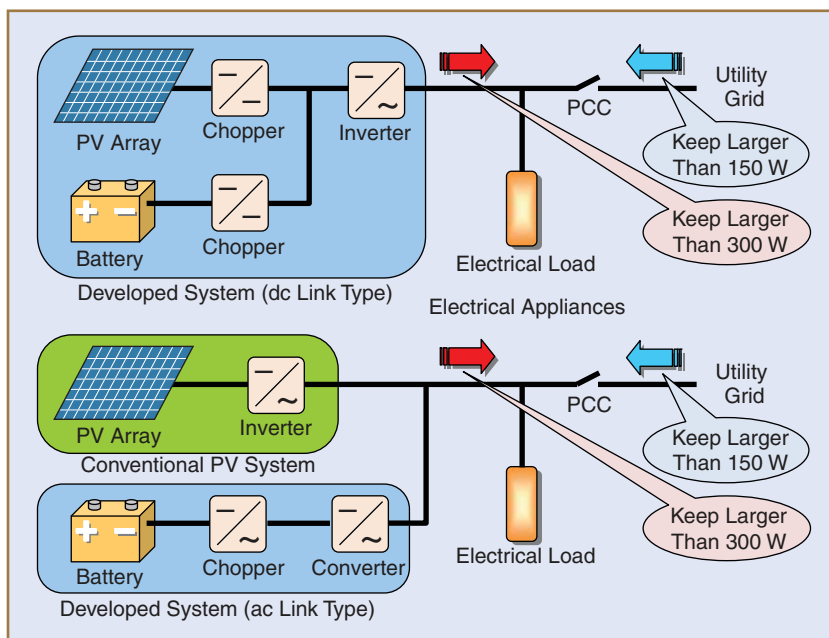 PV Array
Chopper
Inverter
PCC
Utility
Grid
Keep Larger
Than 150 W
Battery
Chopper
Keep Larger
Than 300 W
Electrical Load
Developed System (dc Link Type)
Electrical Appliances
PV Array
Inverter
PCC
Utility
Grid
Conventional PV System
Keep Larger
Than 150 W
Battery
Chopper
Converter
Electrical Load
Keep Larger
Than 300 W
Developed System (ac Link Type)